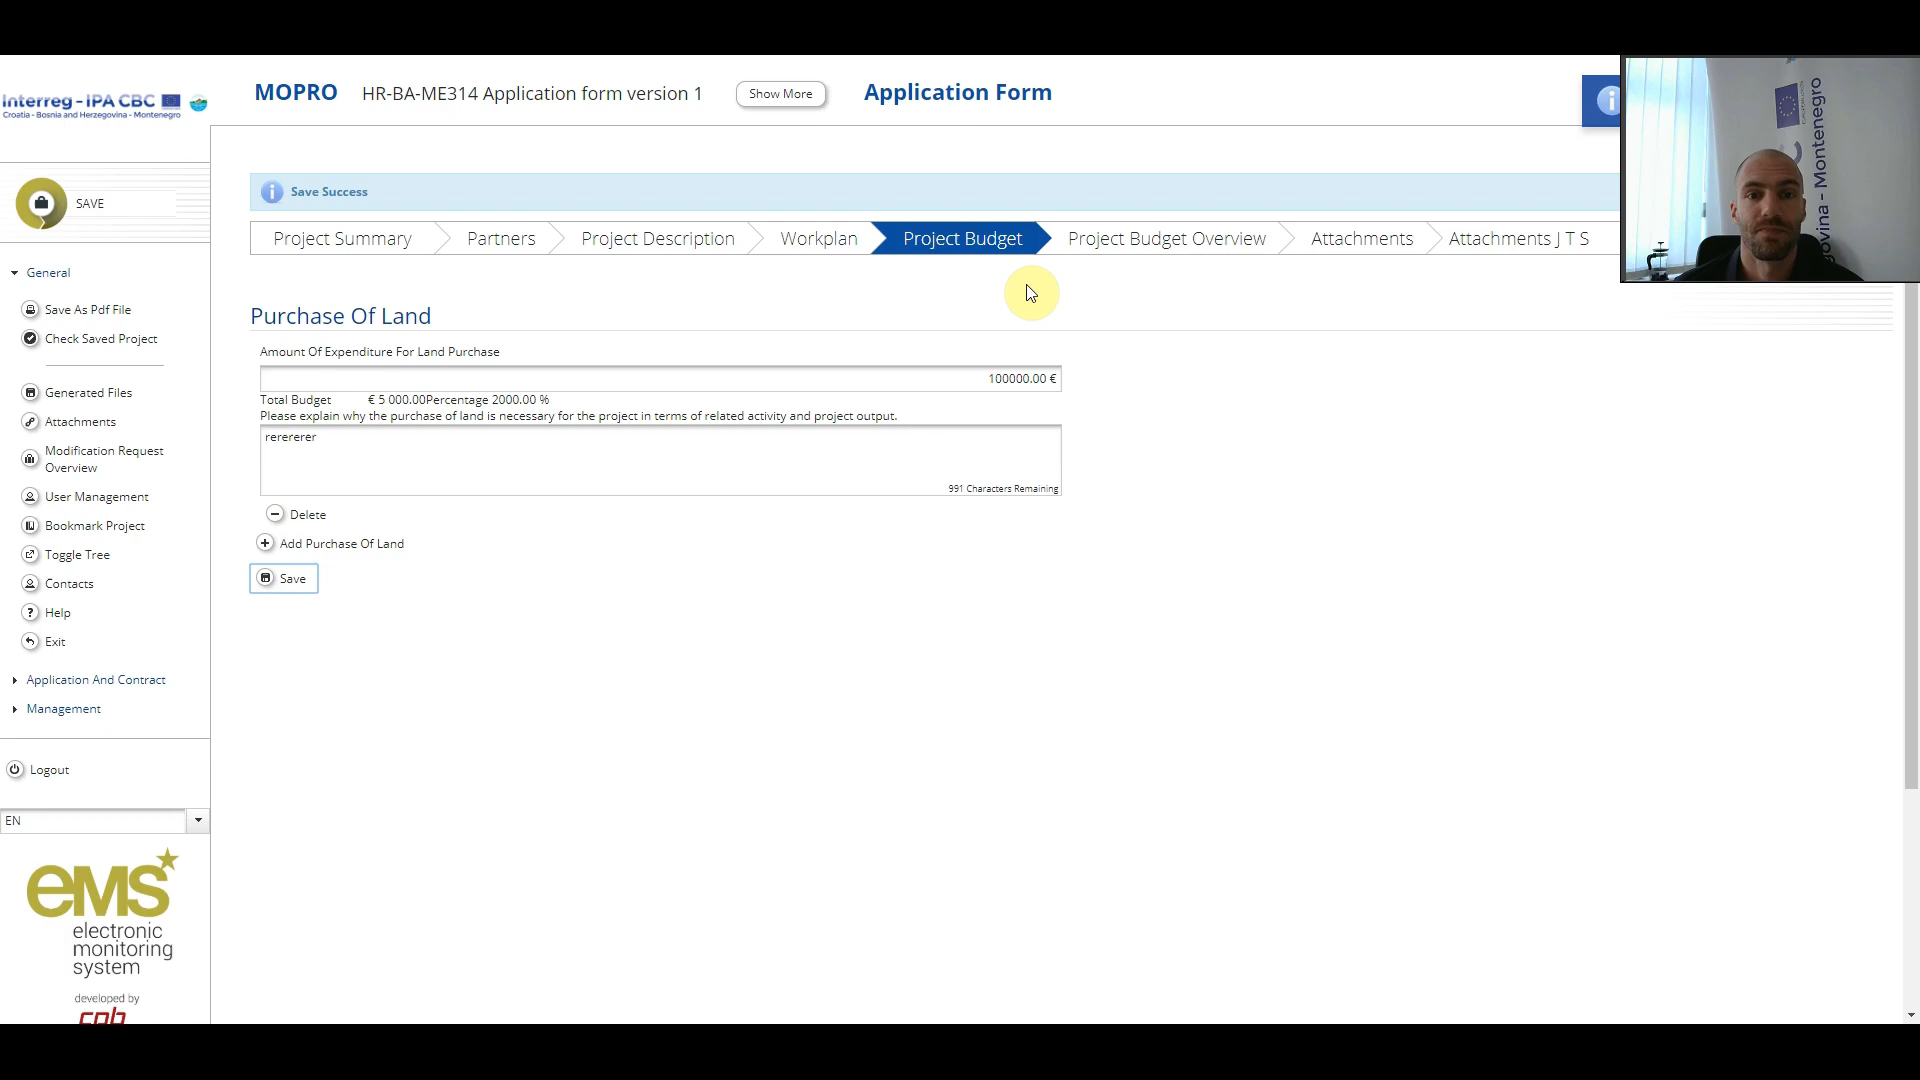 Interreg - IPA CBC
Croatia - Bosnia and Herzegovina - Montenegro
MOPRO
HR-BA-ME314 Application form version 1
Show More
Application Form
SAVE
Save Success
Project Summary
Partners
Project Description
Workplan
Project Budget
Project Budget Overview
Attachments
Attachments J T S
General
Save As Pdf File
Check Saved Project
Generated Files
Attachments
Modification Request
Overview
User Management
Bookmark Project
Toggle Tree
Contacts
Help
Exit
Application And Contract
Management
Logout
EN
eMS
electronic
monitoring
system
developed by
Purchase Of Land
Amount Of Expenditure For Land Purchase
100000.00 €
Total Budget € 5 000.00Percentage 2000.00 %
Please explain why the purchase of land is necessary for the project in terms of related activity and project output.
rerererer
991 Characters Remaining
Delete
Add Purchase Of Land
Save
govina - Montenegro